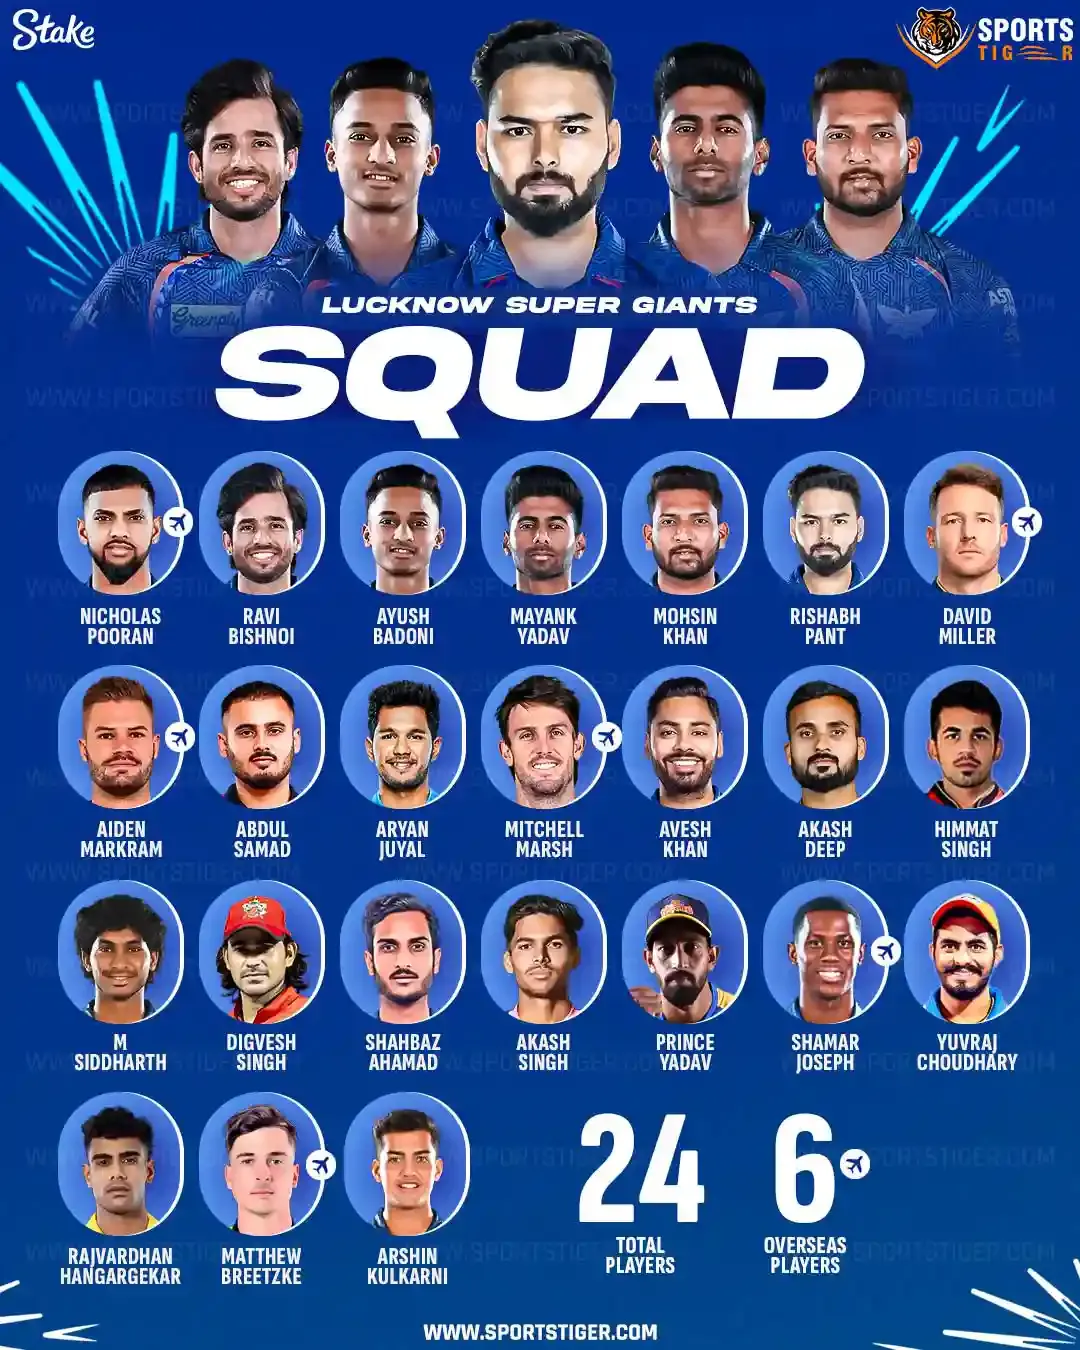 Stake
SPORTS
TIGER
Greenply
AST
LUCKNOW SUPER GIANTS
SQUAD
NICHOLAS
POORAN
RAVI
BISHNOI
AYUSH
BADONI
MAYANK
YADAV
MOHSIN
KHAN
RISHABH
PANT
DAVID
MILLER
AIDEN
MARKRAM
ABDUL
SAMAD
ARYAN
JUYAL
MITCHELL
MARSH
AVESH
KHAN
AKASH
DEEP
HIMMAT
SINGH
M
SIDDHARTH
DIGVESH
SINGH
SHAHBAZ
AHAMAD
AKASH
SINGH
PRINCE
YADAV
SHAMAR
JOSEPH
YUVRAJ
CHOUDHARY
RAJVARDHAN
HANGARGEKAR
MATTHEW
BREETZKE
ARSHIN
KULKARNI
24
TOTAL
PLAYERS
6
OVERSEAS
PLAYERS
WWW.SPORTSTIGER.COM